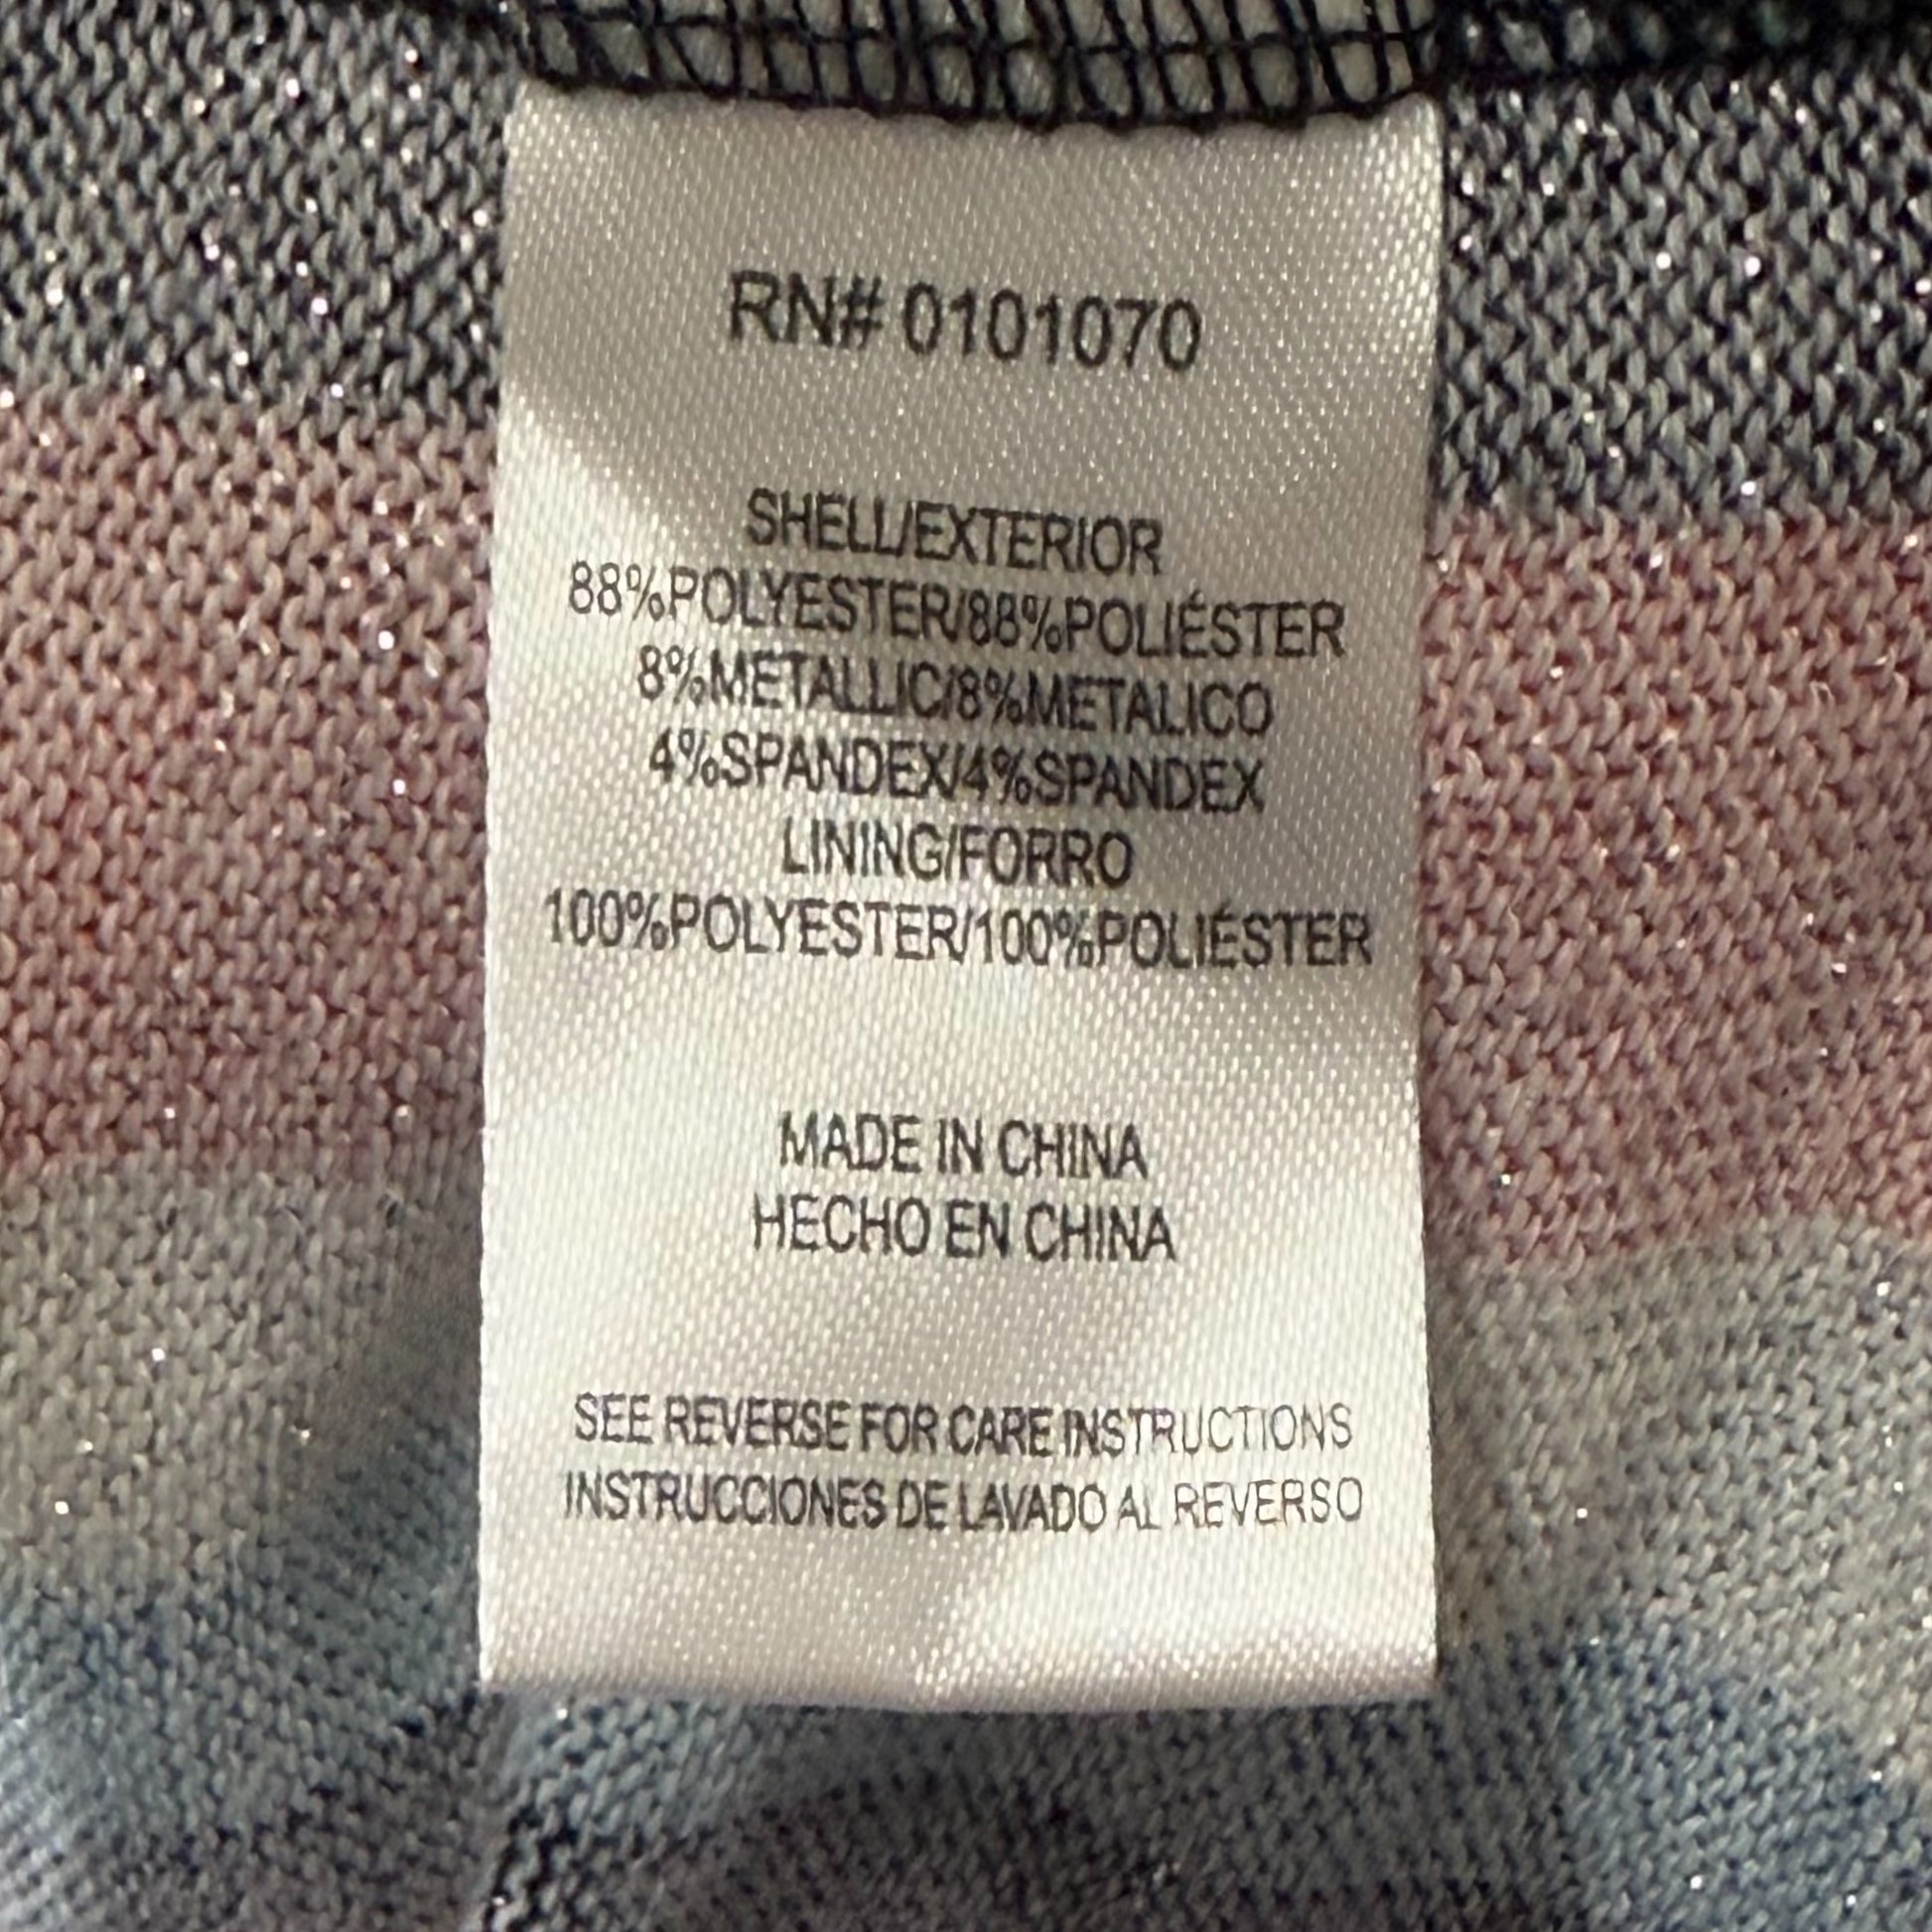 RN# 0101070
SHELL/EXTERIOR
88%POLYESTER/88%POLIÉSTER
8%METALLIC/8%METALICO
4%SPANDEX/4%SPANDEX
LINING/FORRO
100%POLYESTER/100%POLIÉSTER
MADE IN CHINA
HECHO EN CHINA
SEE REVERSE FOR CARE INSTRUCTIONS
INSTRUCCIONES DE LAVADO AL REVERSO